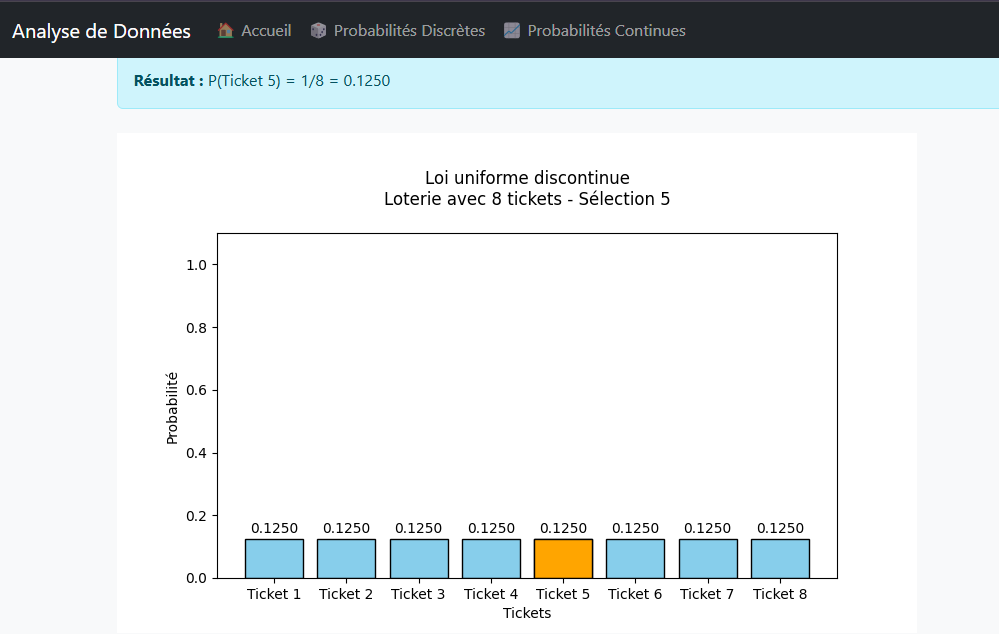 Analyse de Données Accueil Probabilités Discrètes Probabilités Continues
Résultat : P(Ticket 5) = 1/8 = 0.1250
Loi uniforme discontinue
Loterie avec 8 tickets - Sélection 5
Probabilité
1.0
0.8
0.6
0.4
0.2
0.0
0.1250 0.1250 0.1250 0.1250 0.1250 0.1250 0.1250 0.1250
Ticket 1 Ticket 2 Ticket 3 Ticket 4 Ticket 5 Ticket 6 Ticket 7 Ticket 8
Tickets